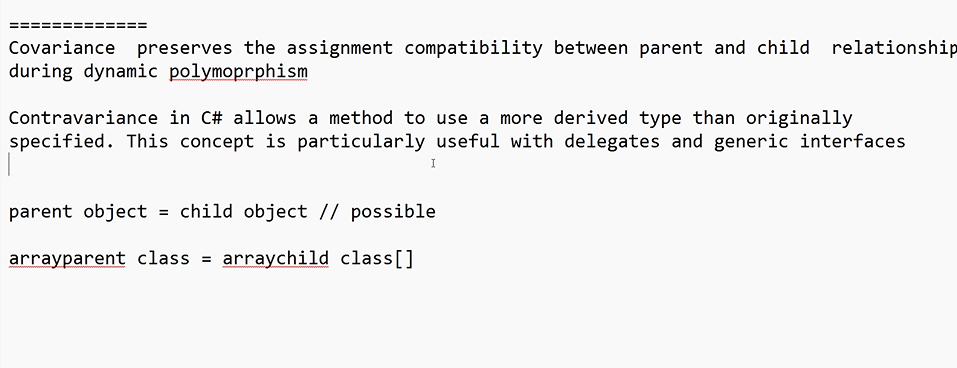 =============
Covariance  preserves the assignment compatibility between parent and child  relationship
during dynamic polymoprphism
Contravariance in C# allows a method to use a more derived type than originally
specified. This concept is particularly useful with delegates and generic interfaces
parent object = child object // possible
arrayparent class = arraychild class[]